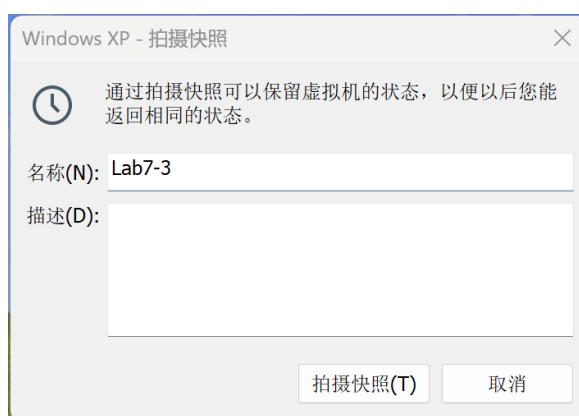 Windows XP - 拍摄快照
通过拍摄快照可以保留虚拟机的状态，以便以后您能
返回相同的状态。
名称(N): Lab7-3
描述(D):
拍摄快照(T) 取消